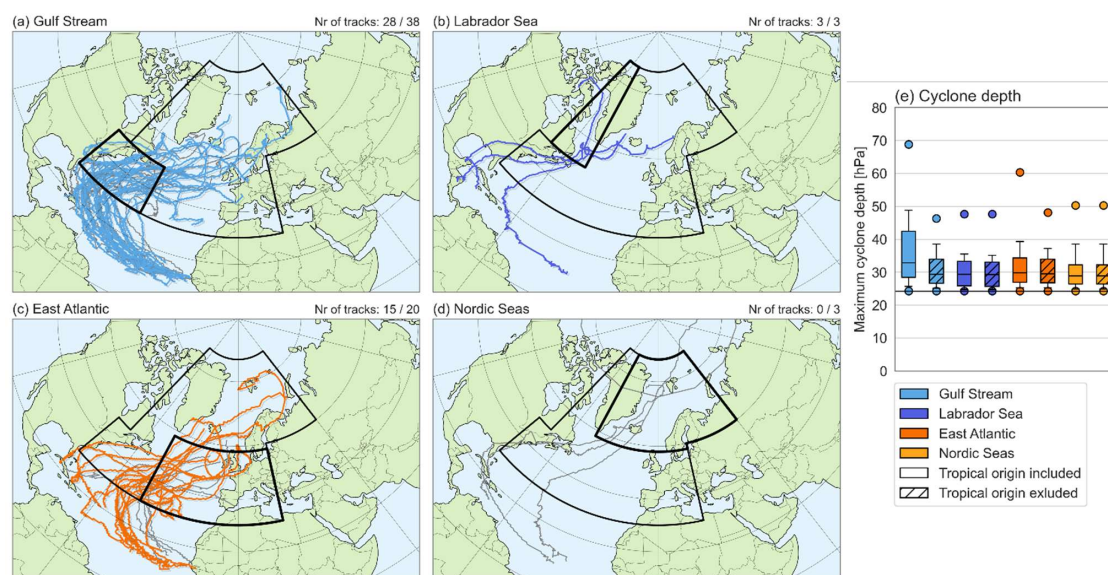 (a) Gulf Stream Nr of tracks: 28 / 38
(b) Labrador Sea Nr of tracks: 3 / 3
(c) East Atlantic Nr of tracks: 15 / 20
(d) Nordic Seas Nr of tracks: 0 / 3
(e) Cyclone depth
Maximum cyclone depth [hPa]
80
70
60
50
40
30
20
10
0
Gulf Stream
Labrador Sea
East Atlantic
Nordic Seas
Tropical origin included
Tropical origin exluded